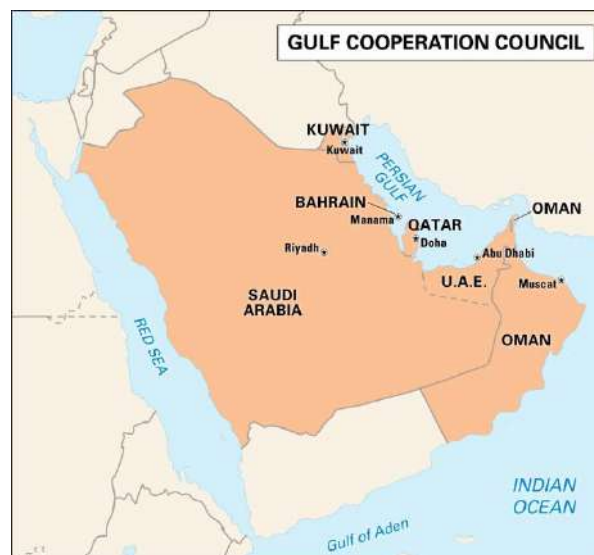 GULF COOPERATION COUNCIL
KUWAIT
Kuwait
PERSIAN
GULF
BAHRAIN
Manama
QATAR
Doha
OMAN
Riyadh
Abu Dhabi
U.A.E.
Muscat
SAUDI
ARABIA
RED SEA
OMAN
INDIAN
OCEAN
Gulf of Aden